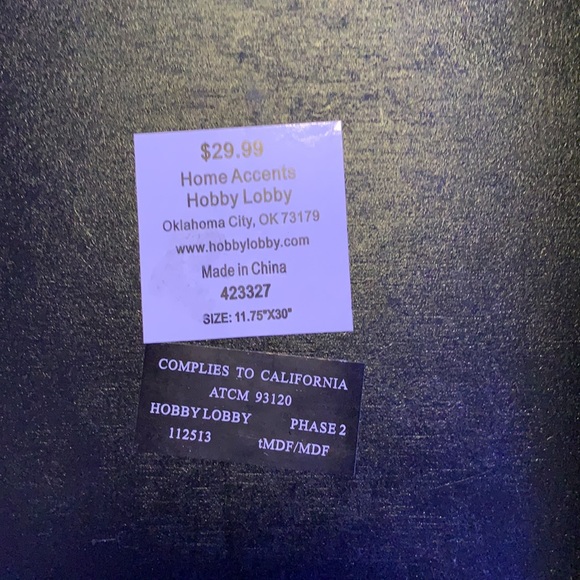 $29.99
Home Accents
Hobby Lobby
Oklahoma City, OK 73179
www.hobbylobby.com
Made in China
423327
SIZE: 11.75"X30"
COMPLIES TO CALIFORNIA
ATCM 93120
HOBBY LOBBY PHASE 2
112513 tMDF/MDF